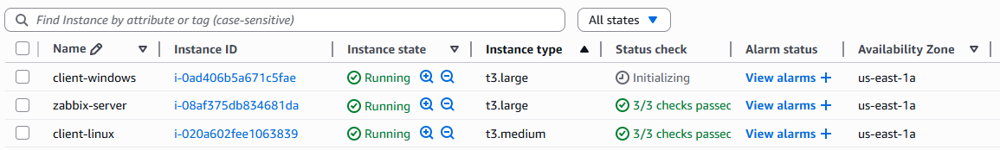 Find Instance by attribute or tag (case-sensitive) All states
Name Instance ID Instance state Instance type Status check Alarm status Availability Zone
client-windows i-0ad406b5a671c5fae Running t3.large Initializing View alarms + us-east-1a
zabbix-server i-08af375db834681da Running t3.large 3/3 checks passed View alarms + us-east-1a
client-linux i-020a602fee1063839 Running t3.medium 3/3 checks passed View alarms + us-east-1a